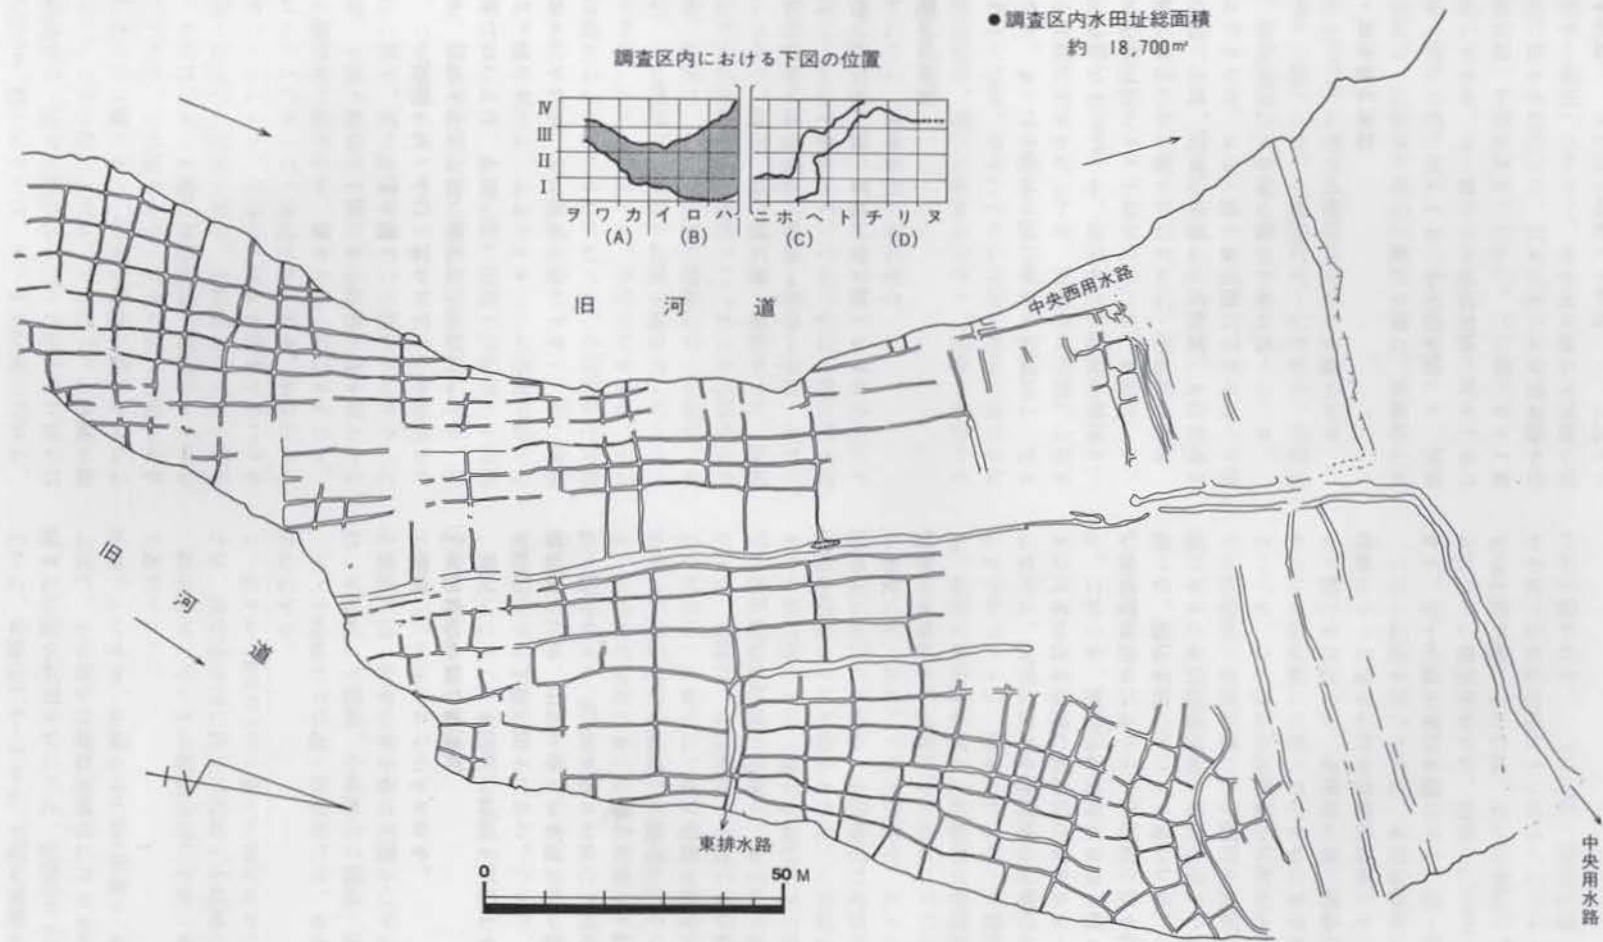 ●調査区内水田址総面積
約 18,700㎡
調査区内における下図の位置
IV
III
II
I
ヲ ワ カ イ ロ ハ ニ ホ ヘ ト チ リ ヌ
(A) (B) (C) (D)
旧 河 道
中央西用水路
旧 河 道
東排水路
中央用水路
0 50 M